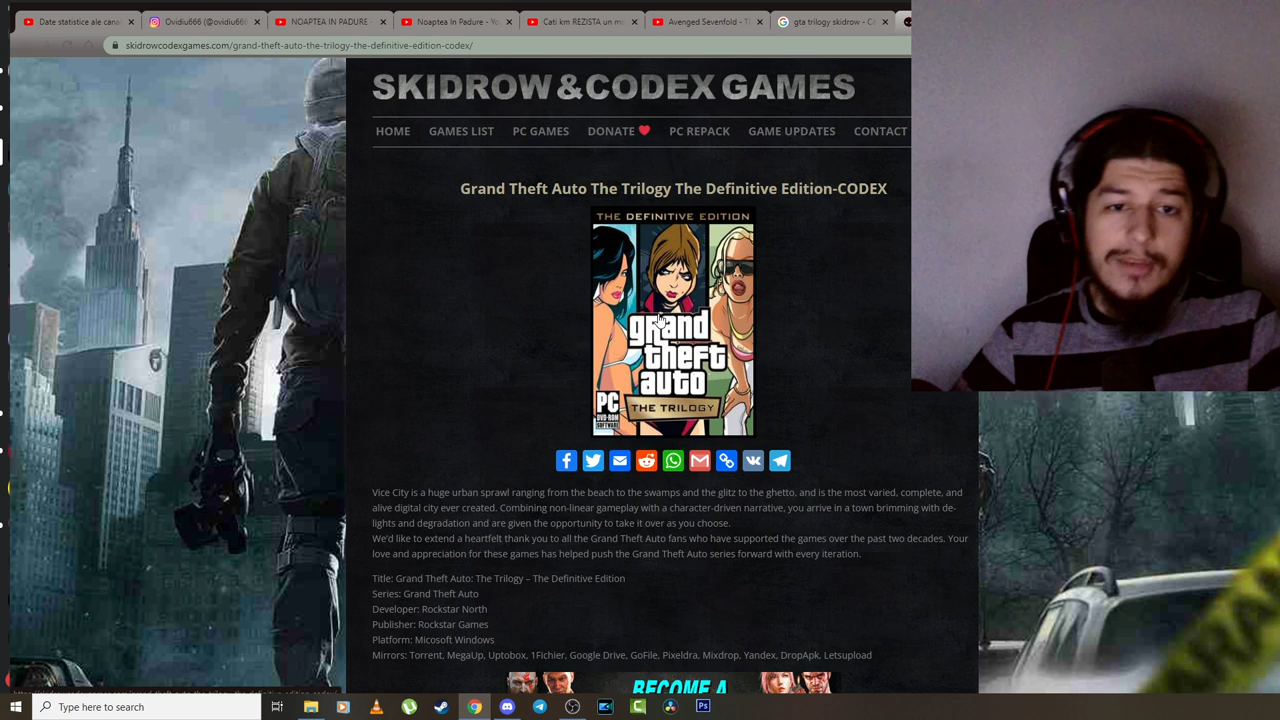 Date statistice ale cana
Ovidiu666 (@ovidiu666
NOAPTEA IN PADURE -
Noaptea In Padure - Yo
Cati km REZISTA un m
Avenged Sevenfold - T
gta trilogy skidrow - C
skidrowcodexgames.com/grand-theft-auto-the-trilogy-the-definitive-edition-codex/
SKIDROW & CODEX GAMES
HOME GAMES LIST PC GAMES DONATE PC REPACK GAME UPDATES CONTACT
Grand Theft Auto The Trilogy The Definitive Edition-CODEX
THE DEFINITIVE EDITION
grand
theft
auto
THE TRILOGY
PC
DVD-ROM
SOFTWARE
Vice City is a huge urban sprawl ranging from the beach to the swamps and the glitz to the ghetto, and is the most varied, complete, and
alive digital city ever created. Combining non-linear gameplay with a character-driven narrative, you arrive in a town brimming with de-
lights and degradation and are given the opportunity to take it over as you choose.
We'd like to extend a heartfelt thank you to all the Grand Theft Auto fans who have supported the games over the past two decades. Your
love and appreciation for these games has helped push the Grand Theft Auto series forward with every iteration.
Title: Grand Theft Auto: The Trilogy – The Definitive Edition
Series: Grand Theft Auto
Developer: Rockstar North
Publisher: Rockstar Games
Platform: Micosoft Windows
Mirrors: Torrent, MegaUp, Uptobox, 1Fichier, Google Drive, GoFile, Pixeldra, Mixdrop, Yandex, DropApk, Letsupload
BECOME A
Type here to search